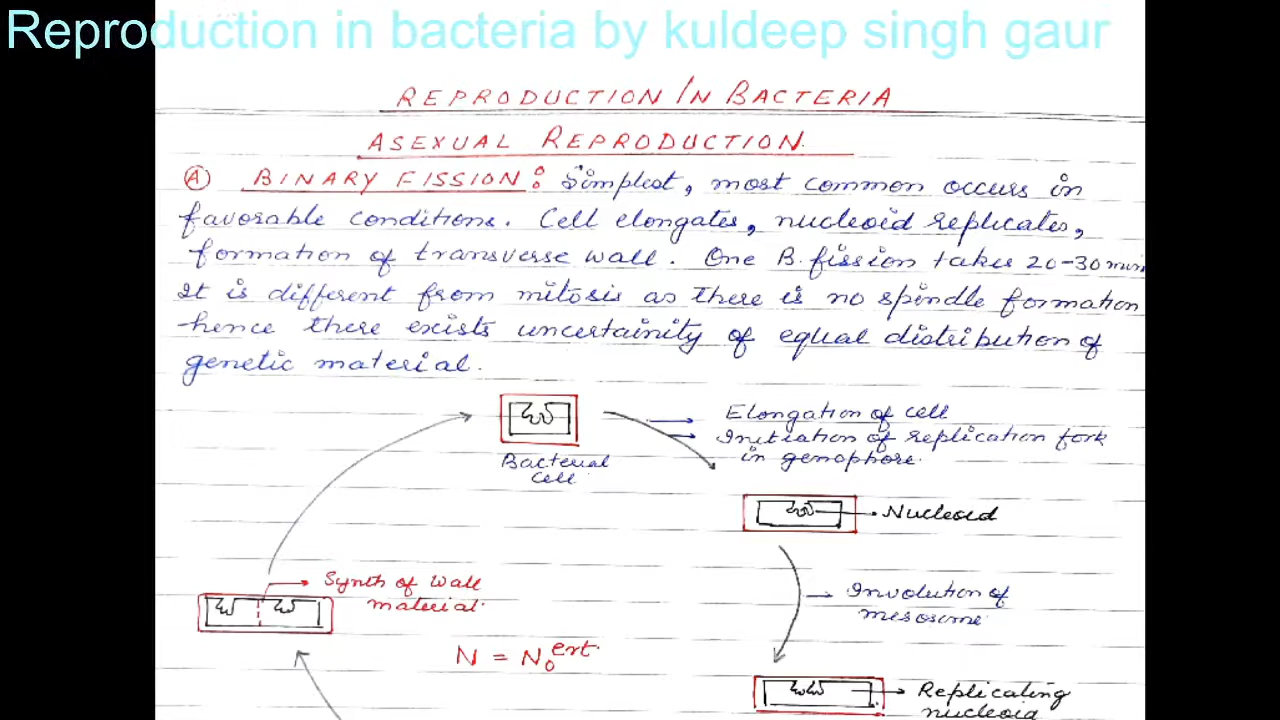 Reproduction in bacteria by kuldeep singh gaur
REPRODUCTION IN BACTERIA
ASEXUAL REPRODUCTION.
Ⓐ BINARY FISSION: Simplest, most common occurs in
favorable conditions. Cell elongates, nucleoid replicates,
formation of transverse wall. One B. fission takes 20-30 min
It is different from mitosis as there is no spindle formation
hence there exists uncertainity of equal distribution of
genetic material.
Elongation of cell
Initiation of replication fork
in genophore.
Bacterial
cell
Nucleoid
Synth of wall
material.
Involution of
mesosome
N = N₀ᵉʳᵗ.
Replicating
nucleoid